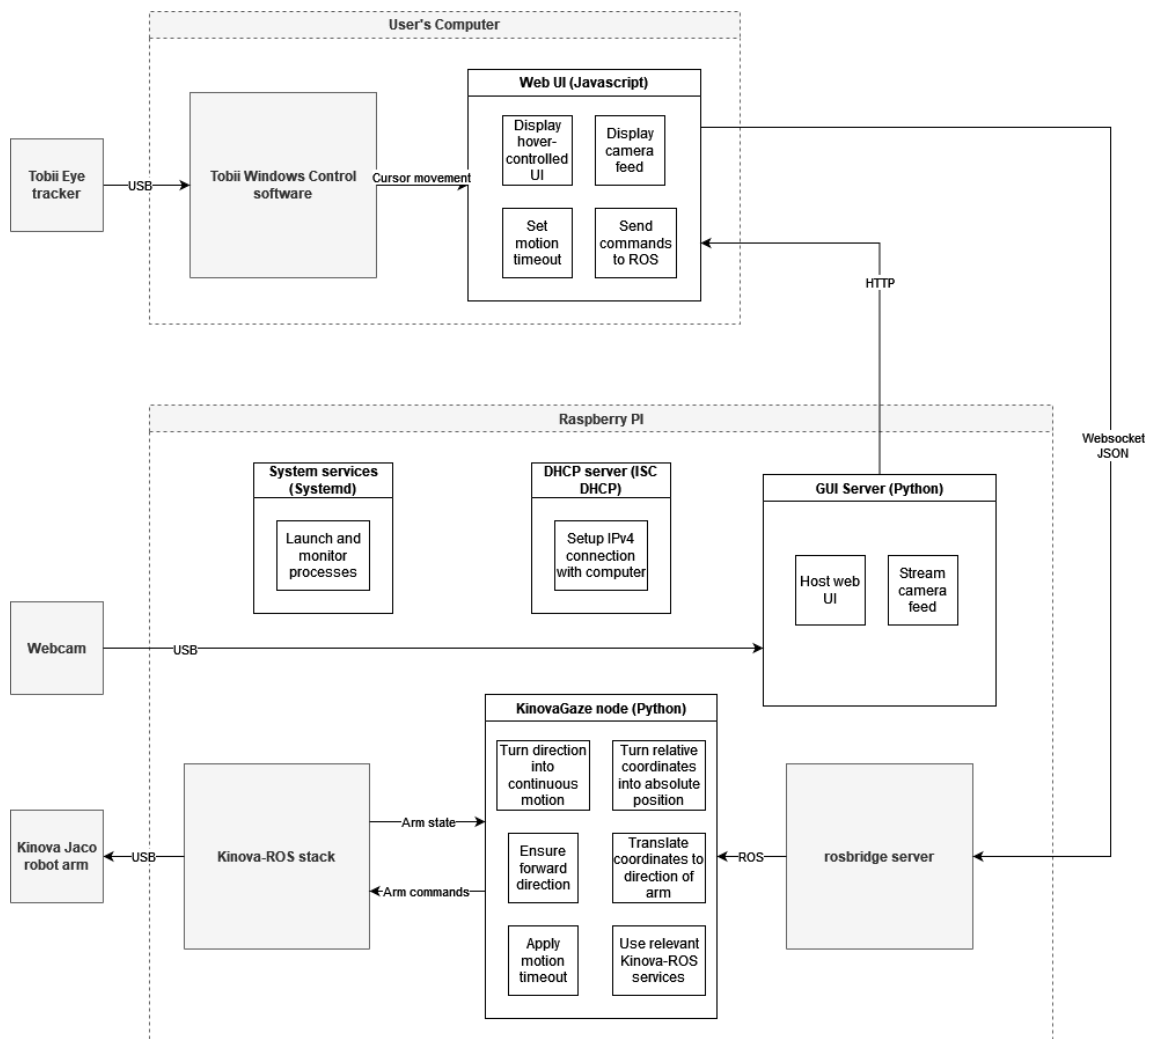 User's Computer
Web UI (Javascript)
Display
hover-
controlled
UI
Display
camera
feed
Tobii Eye
tracker
USB
Tobii Windows Control
software
Cursor movement
Set
motion
timeout
Send
commands
to ROS
HTTP
Raspberry PI
Websocket
JSON
System services
(Systemd)
Launch and
monitor
processes
DHCP server (ISC
DHCP)
Setup IPv4
connection
with computer
GUI Server (Python)
Host web
UI
Stream
camera
feed
Webcam
USB
KinovaGaze node (Python)
Turn direction
into
continuous
motion
Turn relative
coordinates
into absolute
position
Kinova Jaco
robot arm
USB
Kinova-ROS stack
Arm state
Arm commands
Ensure
forward
direction
Translate
coordinates to
direction of
arm
ROS
rosbridge server
Apply
motion
timeout
Use relevant
Kinova-ROS
services